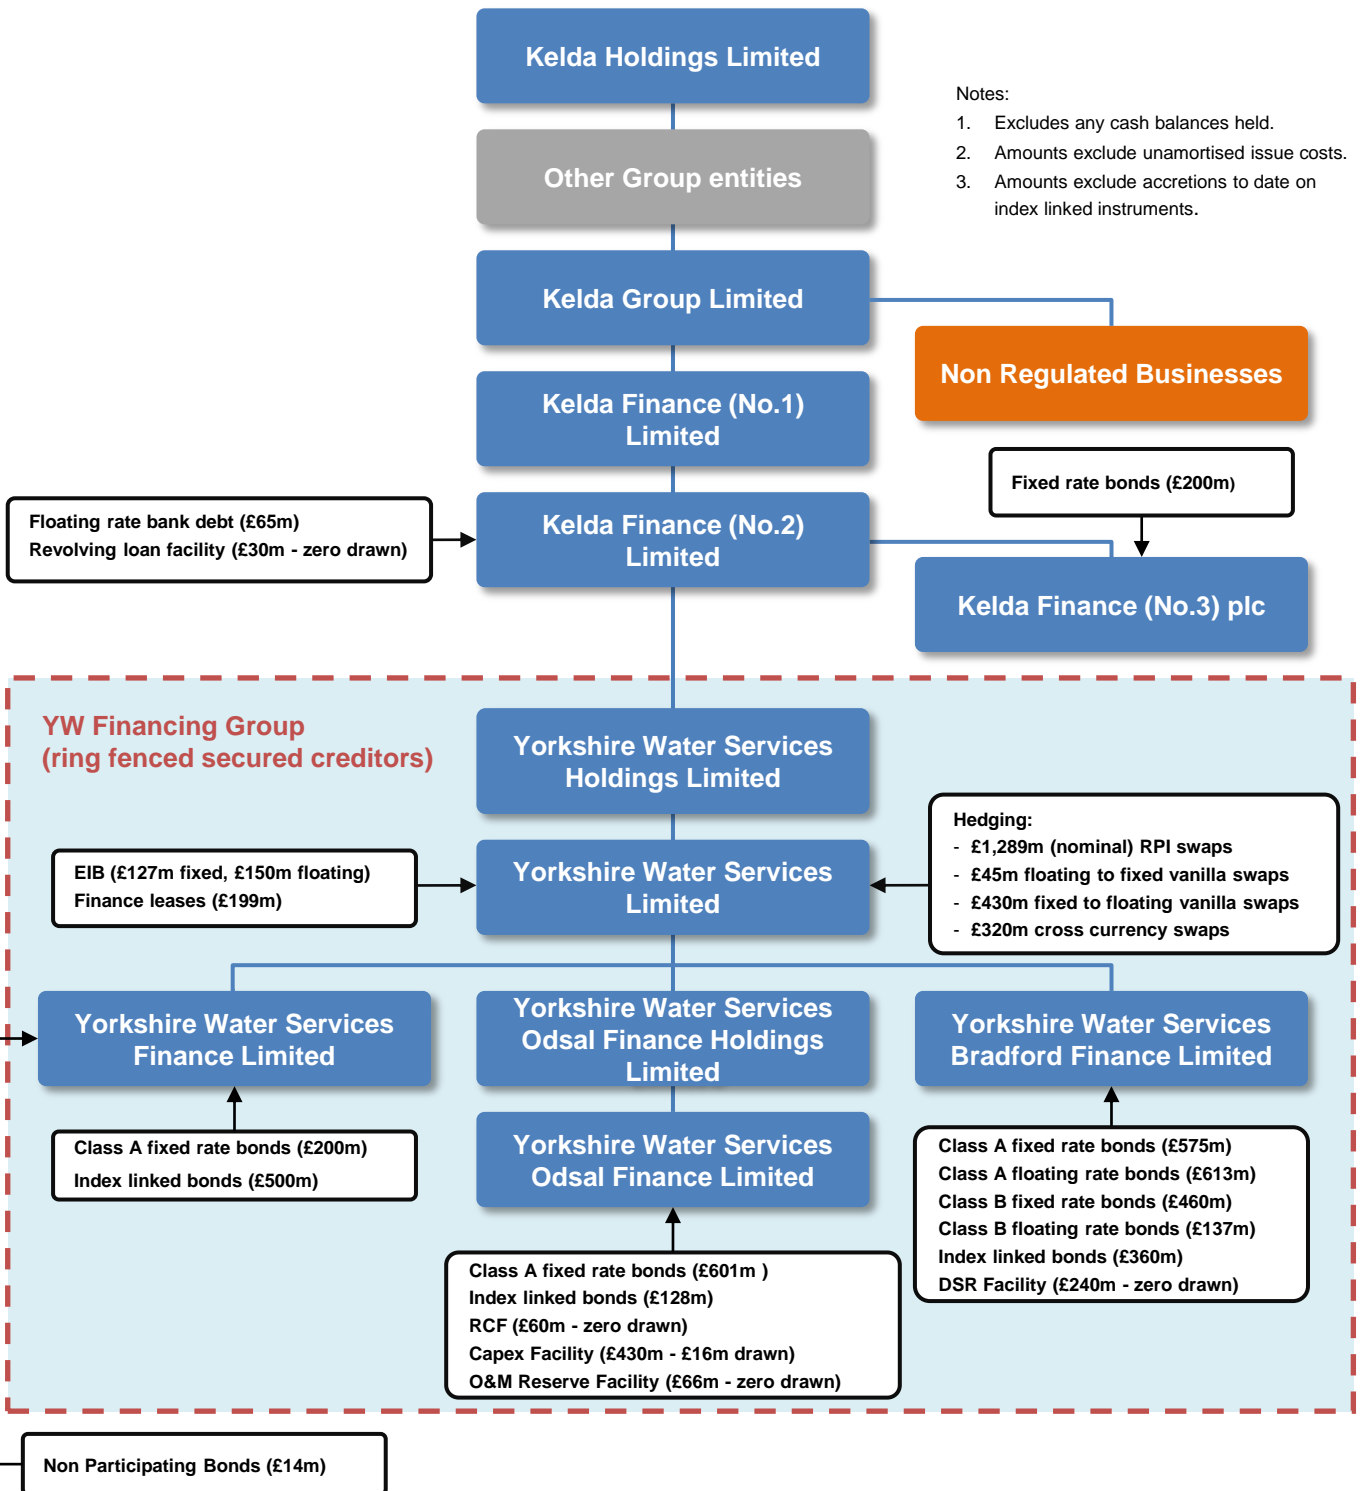 Kelda Holdings Limited
Notes:
1. Excludes any cash balances held.
2. Amounts exclude unamortised issue costs.
3. Amounts exclude accretions to date on
index linked instruments.
Other Group entities
Kelda Group Limited
Non Regulated Businesses
Kelda Finance (No.1)
Limited
Fixed rate bonds (£200m)
Floating rate bank debt (£65m)
Revolving loan facility (£30m - zero drawn)
Kelda Finance (No.2)
Limited
Kelda Finance (No.3) plc
YW Financing Group
(ring fenced secured creditors)
Yorkshire Water Services
Holdings Limited
EIB (£127m fixed, £150m floating)
Finance leases (£199m)
Yorkshire Water Services
Limited
Hedging:
- £1,289m (nominal) RPI swaps
- £45m floating to fixed vanilla swaps
- £430m fixed to floating vanilla swaps
- £320m cross currency swaps
Yorkshire Water Services
Finance Limited
Yorkshire Water Services
Odsal Finance Holdings
Limited
Yorkshire Water Services
Bradford Finance Limited
Class A fixed rate bonds (£200m)
Index linked bonds (£500m)
Yorkshire Water Services
Odsal Finance Limited
Class A fixed rate bonds (£575m)
Class A floating rate bonds (£613m)
Class B fixed rate bonds (£460m)
Class B floating rate bonds (£137m)
Index linked bonds (£360m)
DSR Facility (£240m - zero drawn)
Class A fixed rate bonds (£601m )
Index linked bonds (£128m)
RCF (£60m - zero drawn)
Capex Facility (£430m - £16m drawn)
O&M Reserve Facility (£66m - zero drawn)
Non Participating Bonds (£14m)